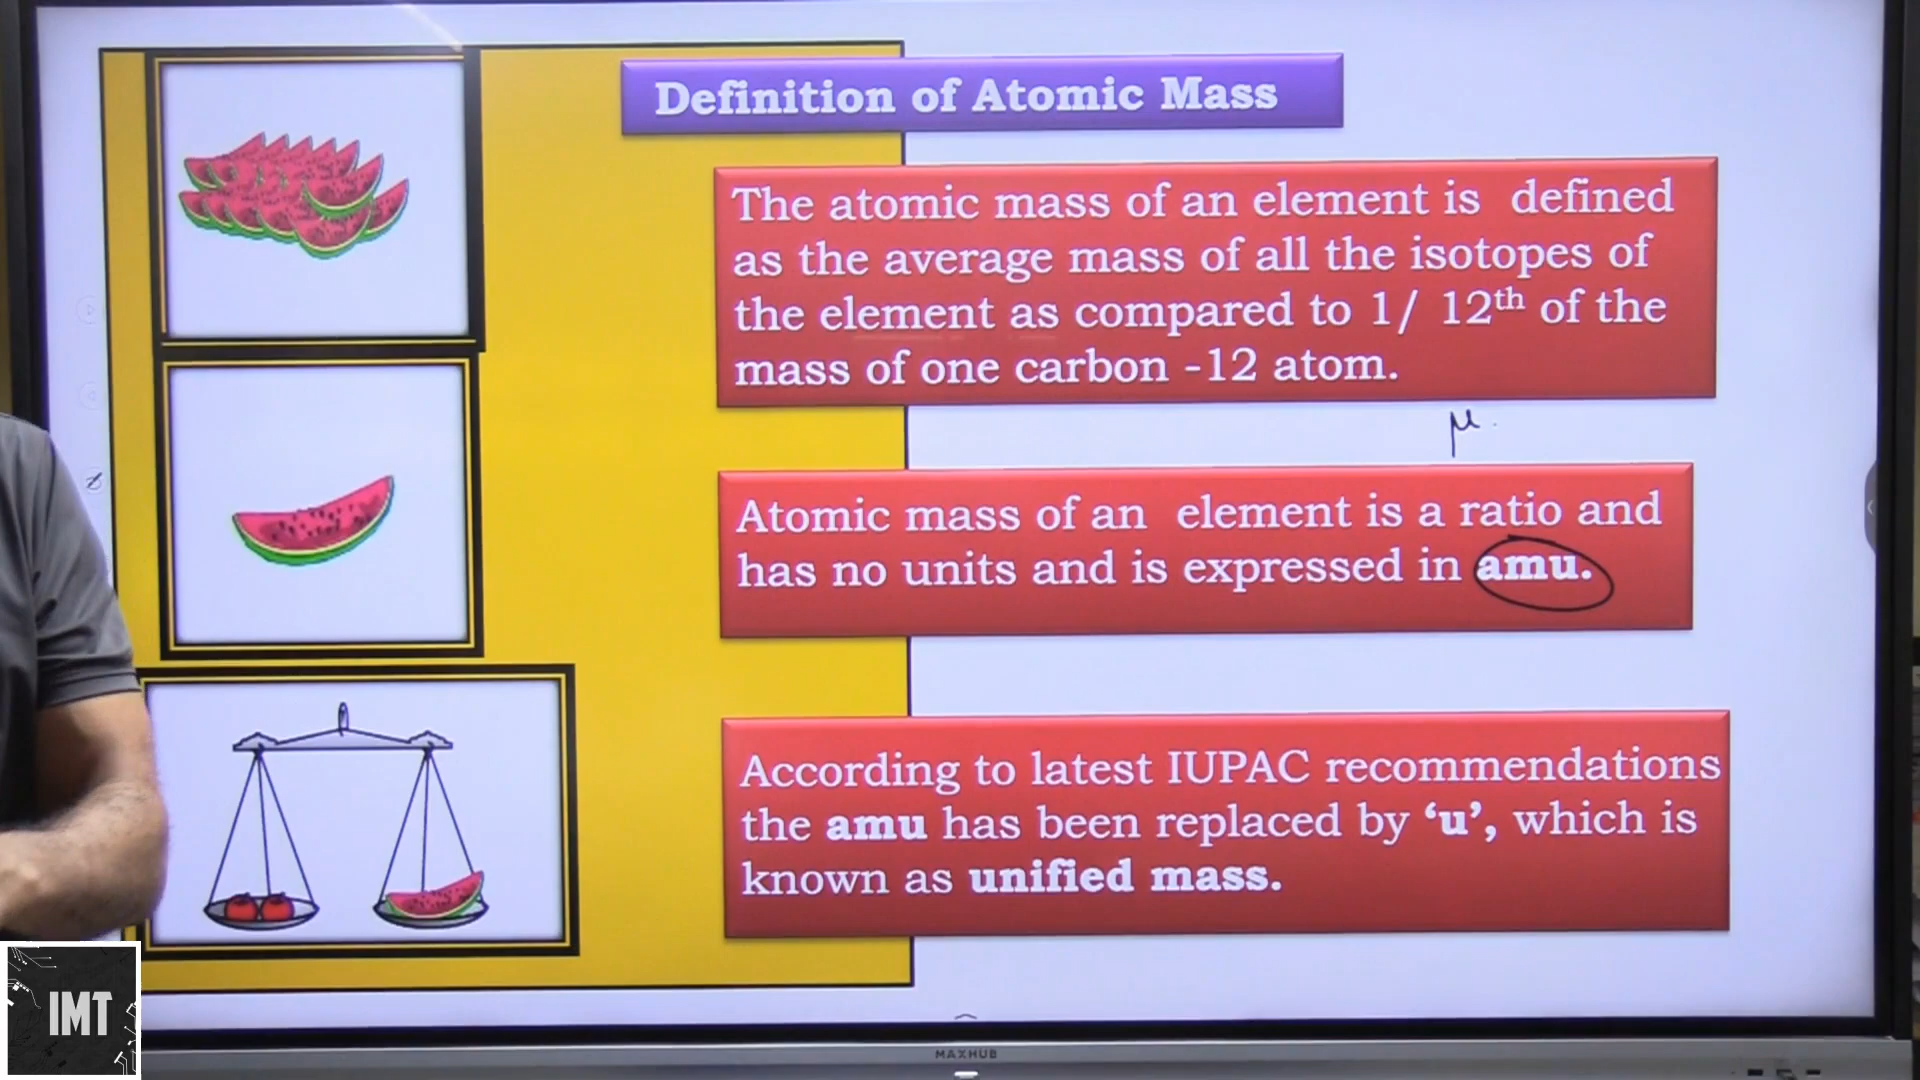 Definition of Atomic Mass
The atomic mass of an element is defined
as the average mass of all the isotopes of
the element as compared to 1/ 12th of the
mass of one carbon -12 atom.
μ.
Atomic mass of an element is a ratio and
has no units and is expressed in amu.
According to latest IUPAC recommendations
the amu has been replaced by ‘u’, which is
known as unified mass.
IMT
MAXHUB